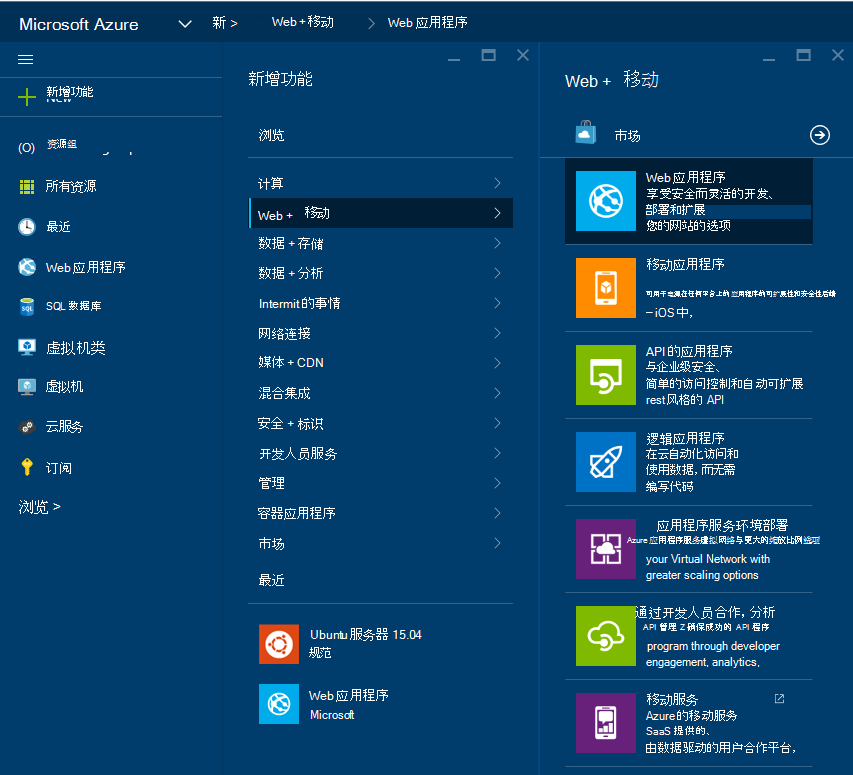 Microsoft Azure
新 >
Web + 移动
Web 应用程序
新增功能
资源组
所有资源
最近
Web 应用程序
SQL 数据库
虚拟机类
虚拟机
云服务
订阅
浏览 >
新增功能
浏览
计算
Web + 移动
数据 + 存储
数据 + 分析
Intermit 的事情
网络连接
媒体 + CDN
混合集成
安全 + 标识
开发人员服务
管理
容器应用程序
市场
最近
Ubuntu 服务器 15.04
规范
Web 应用程序
Microsoft
Web + 移动
市场
Web 应用程序
享受安全而灵活的开发、
部署和扩展
您的网站的选项
移动应用程序
可用于电源在任何平台上的应用程序的可扩展性和安全性后端
– iOS 中,
API 的应用程序
与企业级安全、
简单的访问控制和自动可扩展
rest 风格的 API
逻辑应用程序
在云自动化访问和
使用数据, 而无需
编写代码
应用程序服务环境部署
Azure 应用程序服务虚拟网络与更大的缩放比例选项
your Virtual Network with
greater scaling options
通过开发人员合作, 分析
API 管理 Z 确保成功的 API 程序
program through developer
engagement, analytics,
移动服务
Azure 的移动服务
SaaS 提供的、
由数据驱动的用户合作平台,